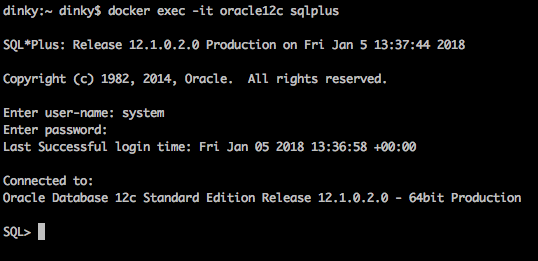 dinky:~ dinky$ docker exec -it oracle12c sqlplus
SQL*Plus: Release 12.1.0.2.0 Production on Fri Jan 5 13:37:44 2018
Copyright (c) 1982, 2014, Oracle.  All rights reserved.
Enter user-name: system
Enter password:
Last Successful login time: Fri Jan 05 2018 13:36:58 +00:00
Connected to:
Oracle Database 12c Standard Edition Release 12.1.0.2.0 - 64bit Production
SQL>